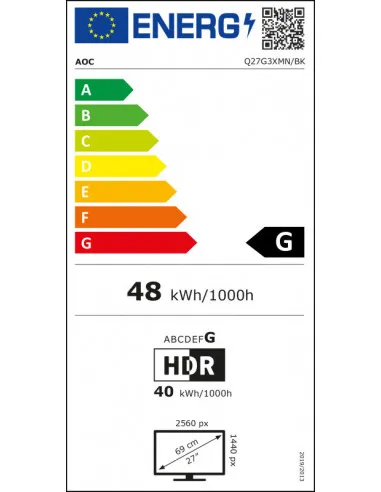 ENERG
AOC Q27G3XMN/BK
A
B
C
D
E
F
G G
48 kWh/1000h
ABCDEFG
HDR
40 kWh/1000h
2560 px
1440 px
69 cm
27"
2019/2013